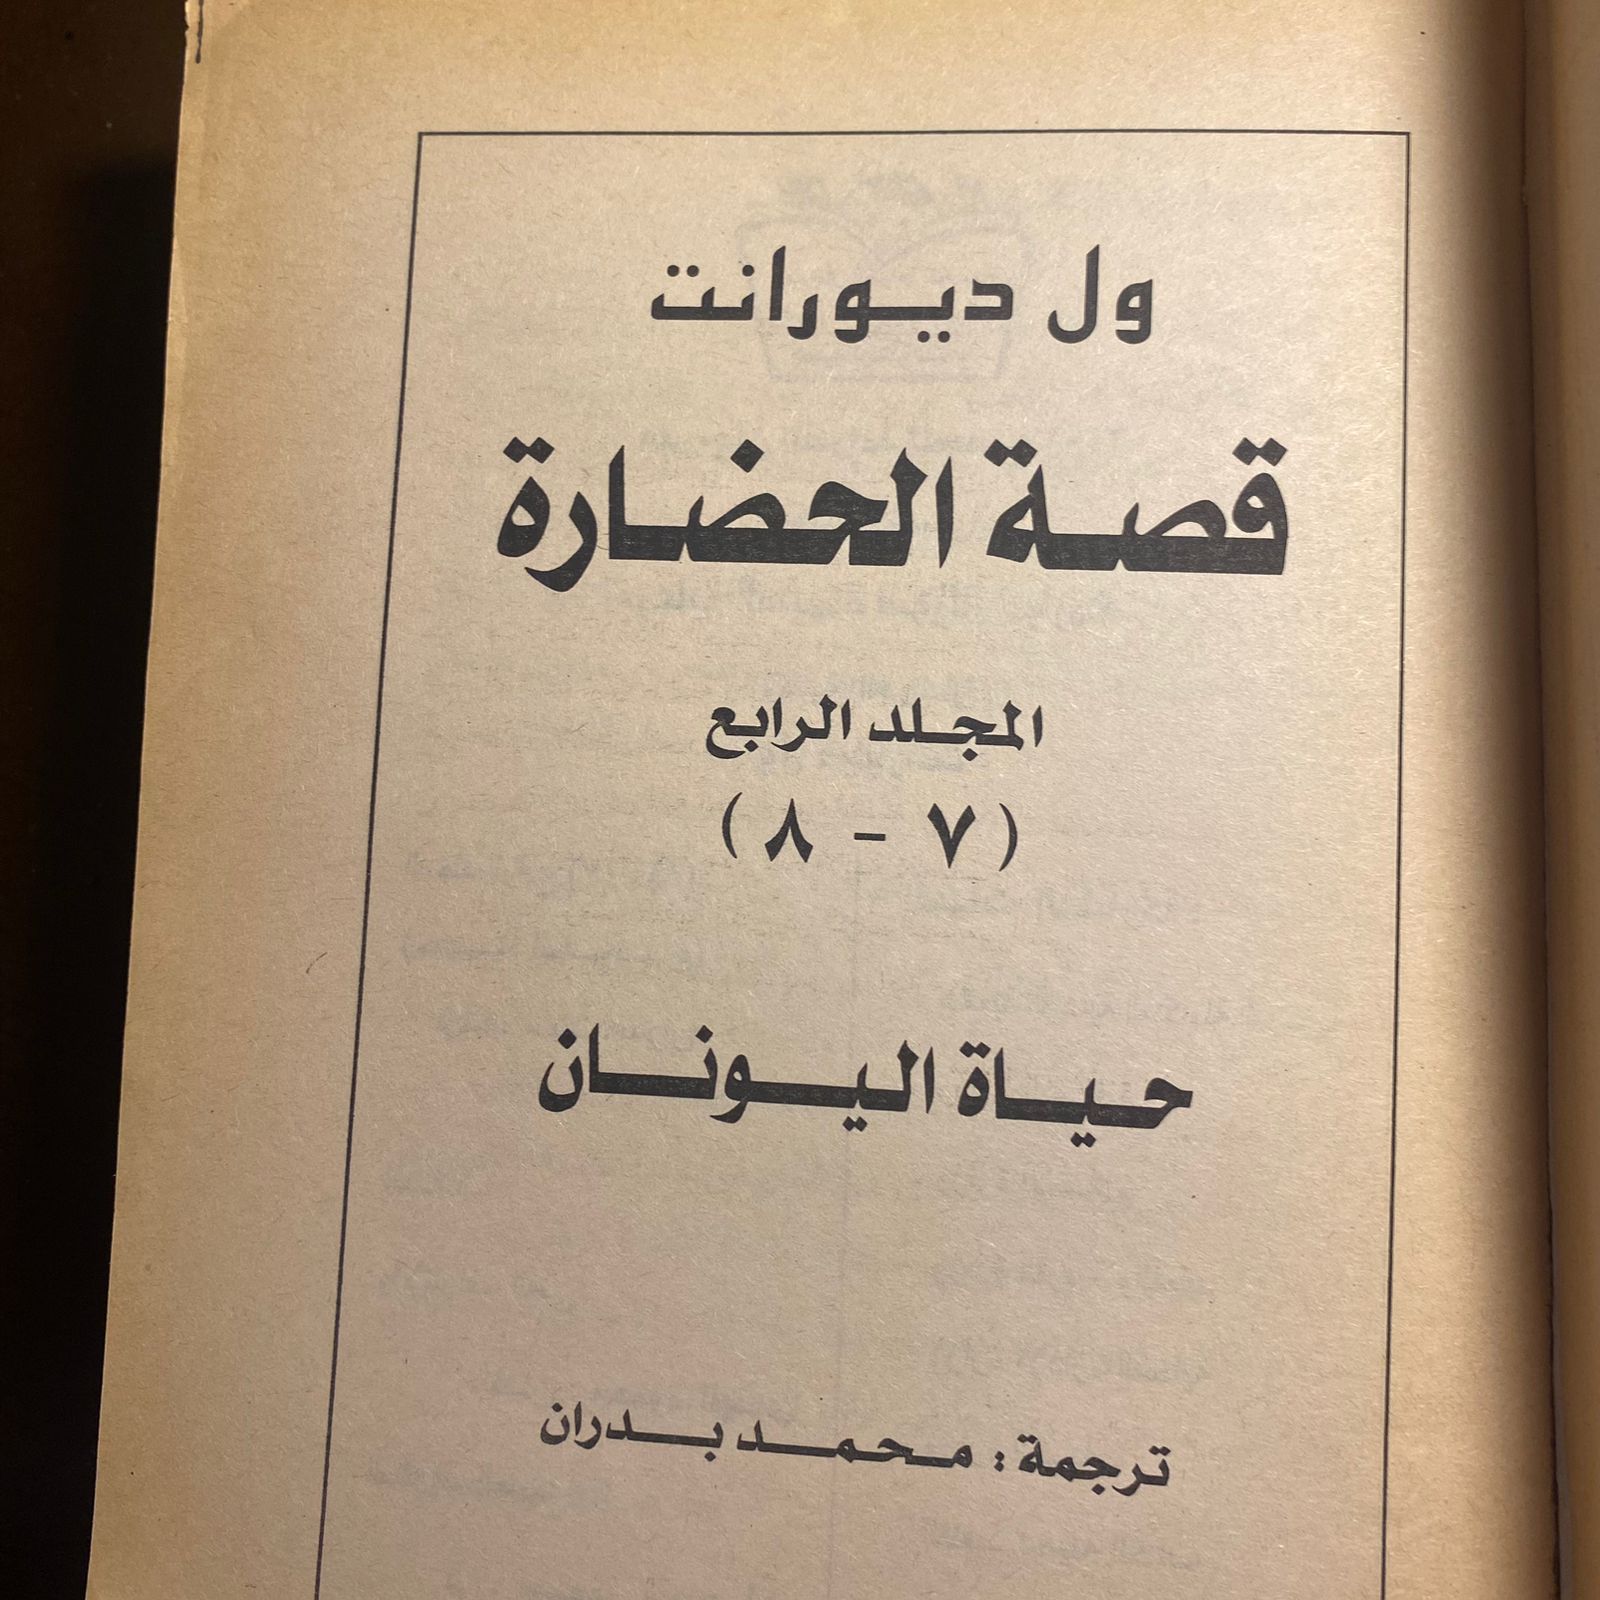 ول ديورانت
قصة الحضارة
المجلد الرابع
(٧ - ٨)
حياة اليونان
ترجمة: محمد بدران